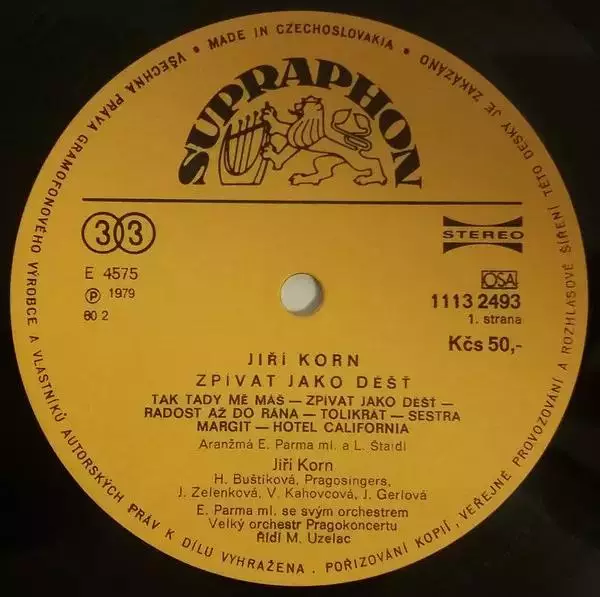 VŠECHNA PRÁVA GRAMOFONOVÉHO VÝROBCE A VLASTNÍKŮ AUTORSKÝCH PRÁV K DÍLU VYHRAŽENA. POŘIZOVÁNÍ KOPIÍ, VEŘEJNÉ PROVOZOVÁNÍ A ROZHLASOVÉ ŠÍŘENÍ TÉTO DESKY JE ZAKÁZÁNO • MADE IN CZECHOSLOVAKIA •
SUPRAPHON
33
STEREO
E 4575
Ⓟ 1979
80 2
OSA
1113 2493
1. strana
Kčs 50,-
JIŘÍ KORN
ZPÍVAT JAKO DÉŠŤ
TAK TADY MĚ MÁŠ — ZPÍVAT JAKO DÉŠŤ —
RADOST AŽ DO RÁNA — TOLIKRÁT — SESTRA
MARGIT — HOTEL CALIFORNIA
Aranžmá E. Parma ml. a L. Štaidl
Jiří Korn
H. Buštíková, Pragosingers,
J. Zelenková, V. Kahovcová, J. Gerlová
E. Parma ml. se svým orchestrem
Velký orchestr Pragokoncertu
Řídí M. Uzelac